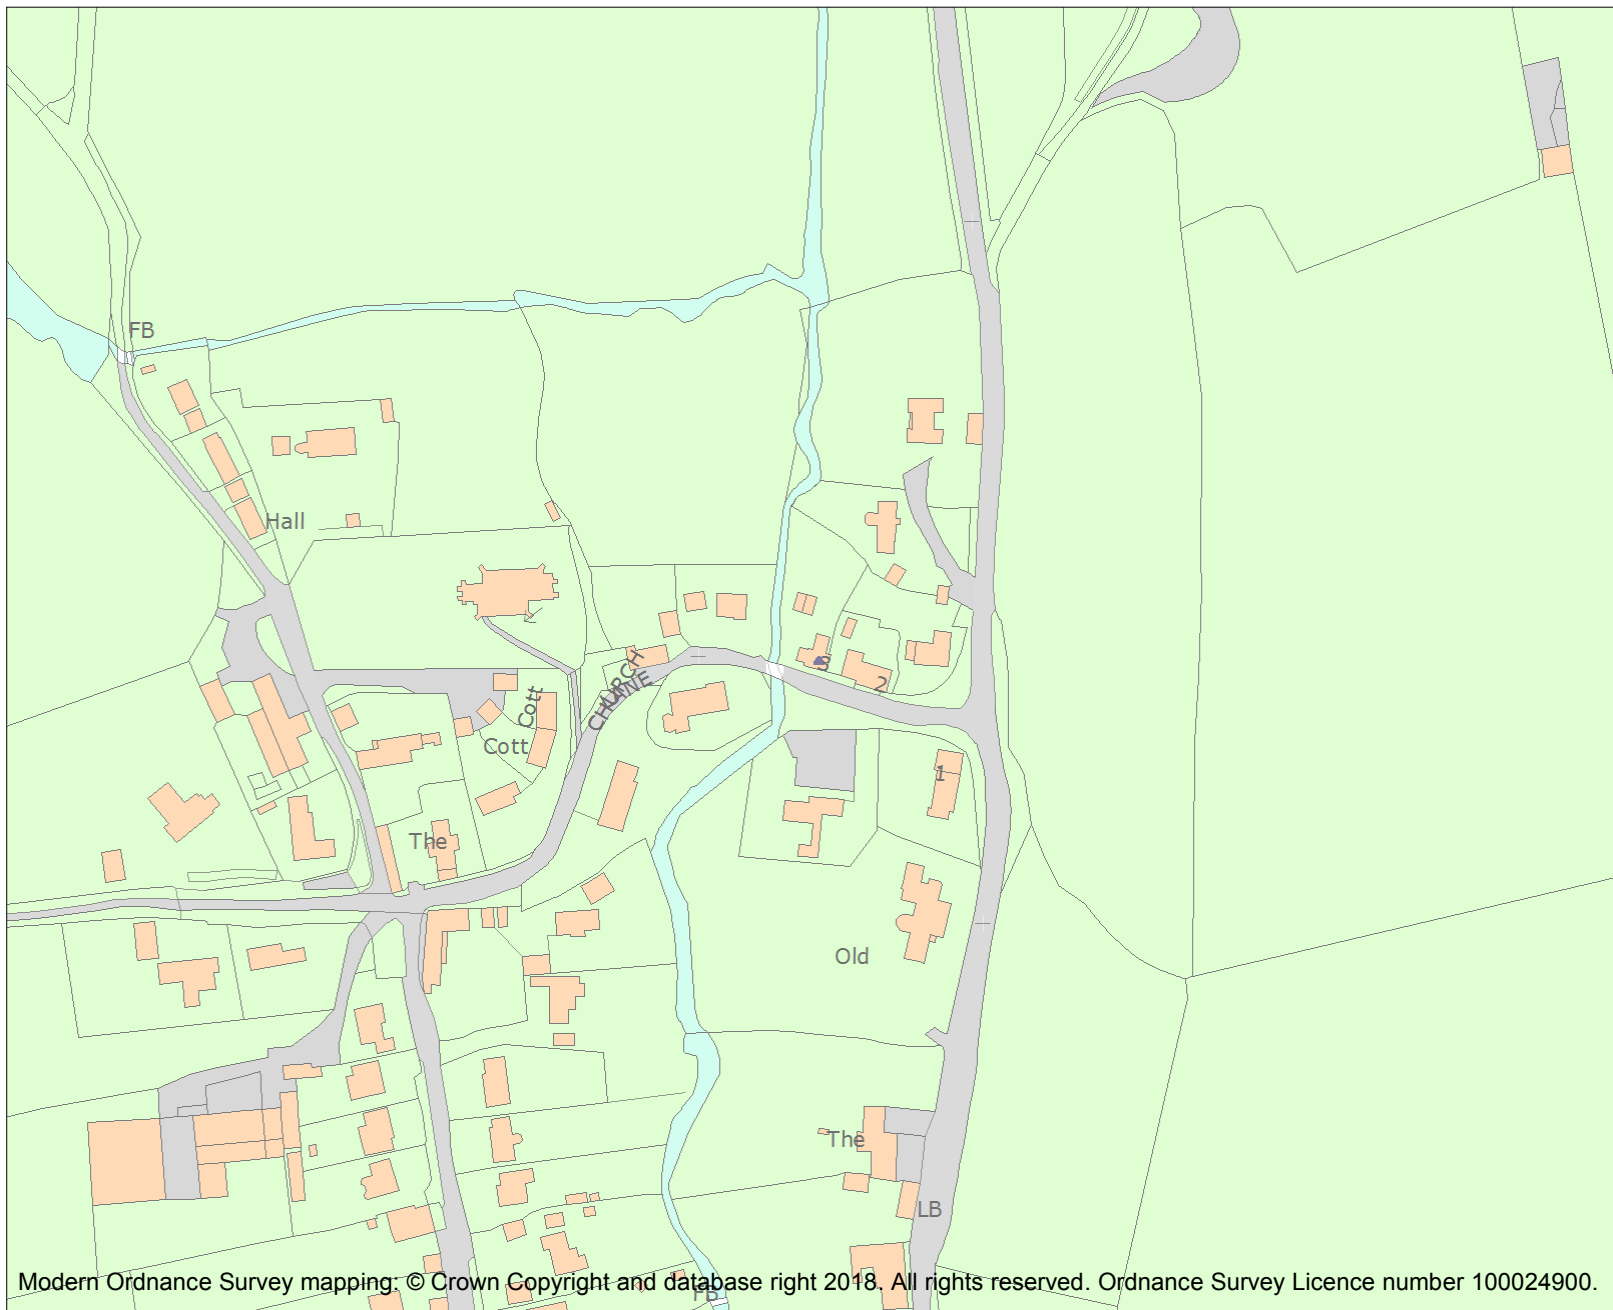 FB
Hall
CHURCH
LANE
3
2
Cott
Cott
1
The
Old
The
LB
Modern Ordnance Survey mapping: © Crown Copyright and database right 2018. All rights reserved. Ordnance Survey Licence number 100024900.
FB